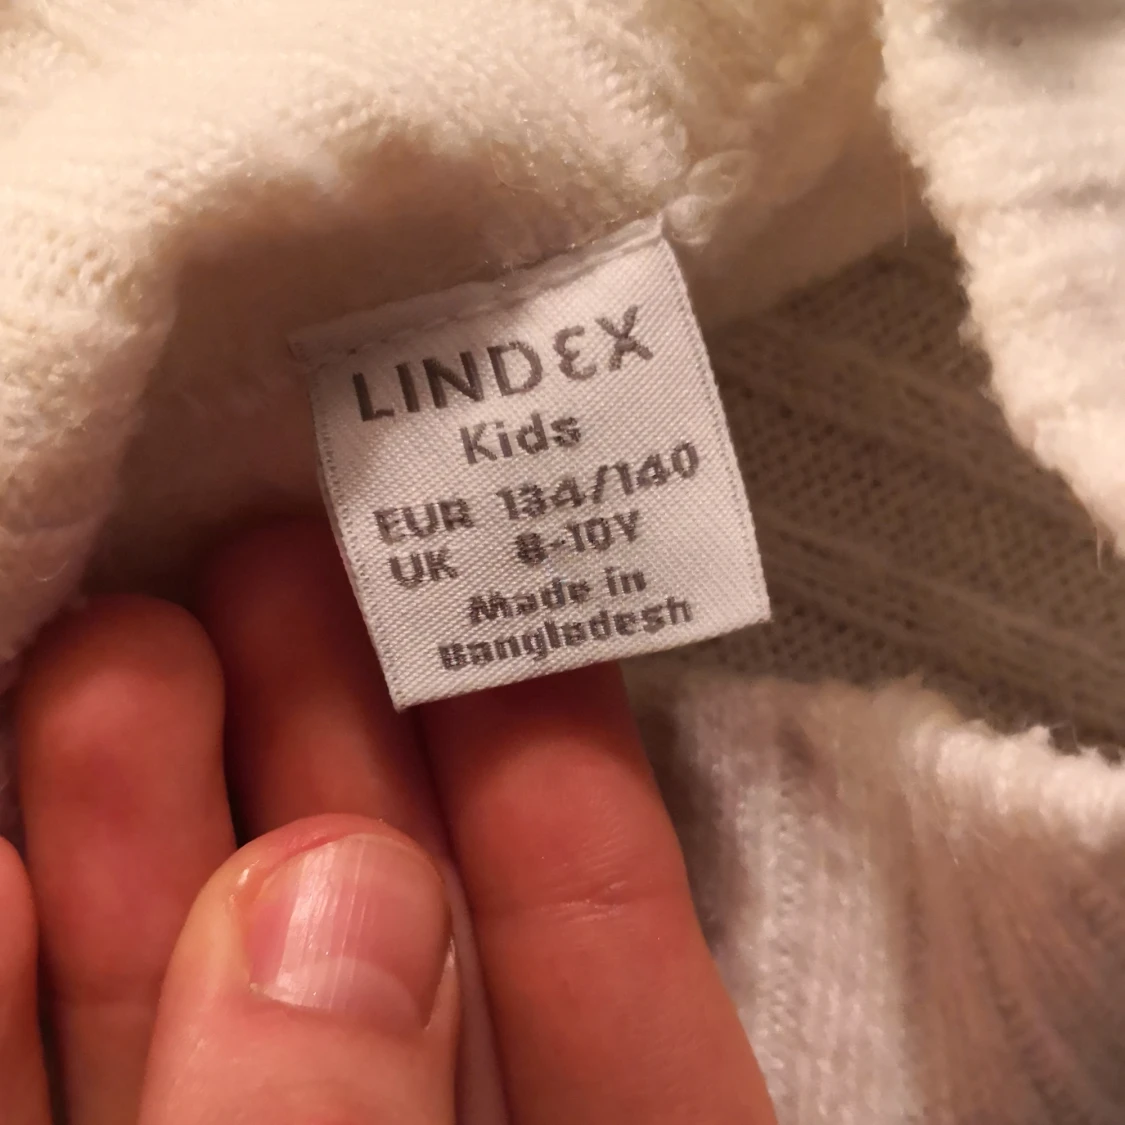 LINDEX
Kids
EUR 134/140
UK 8-10Y
Made in
Bangladesh